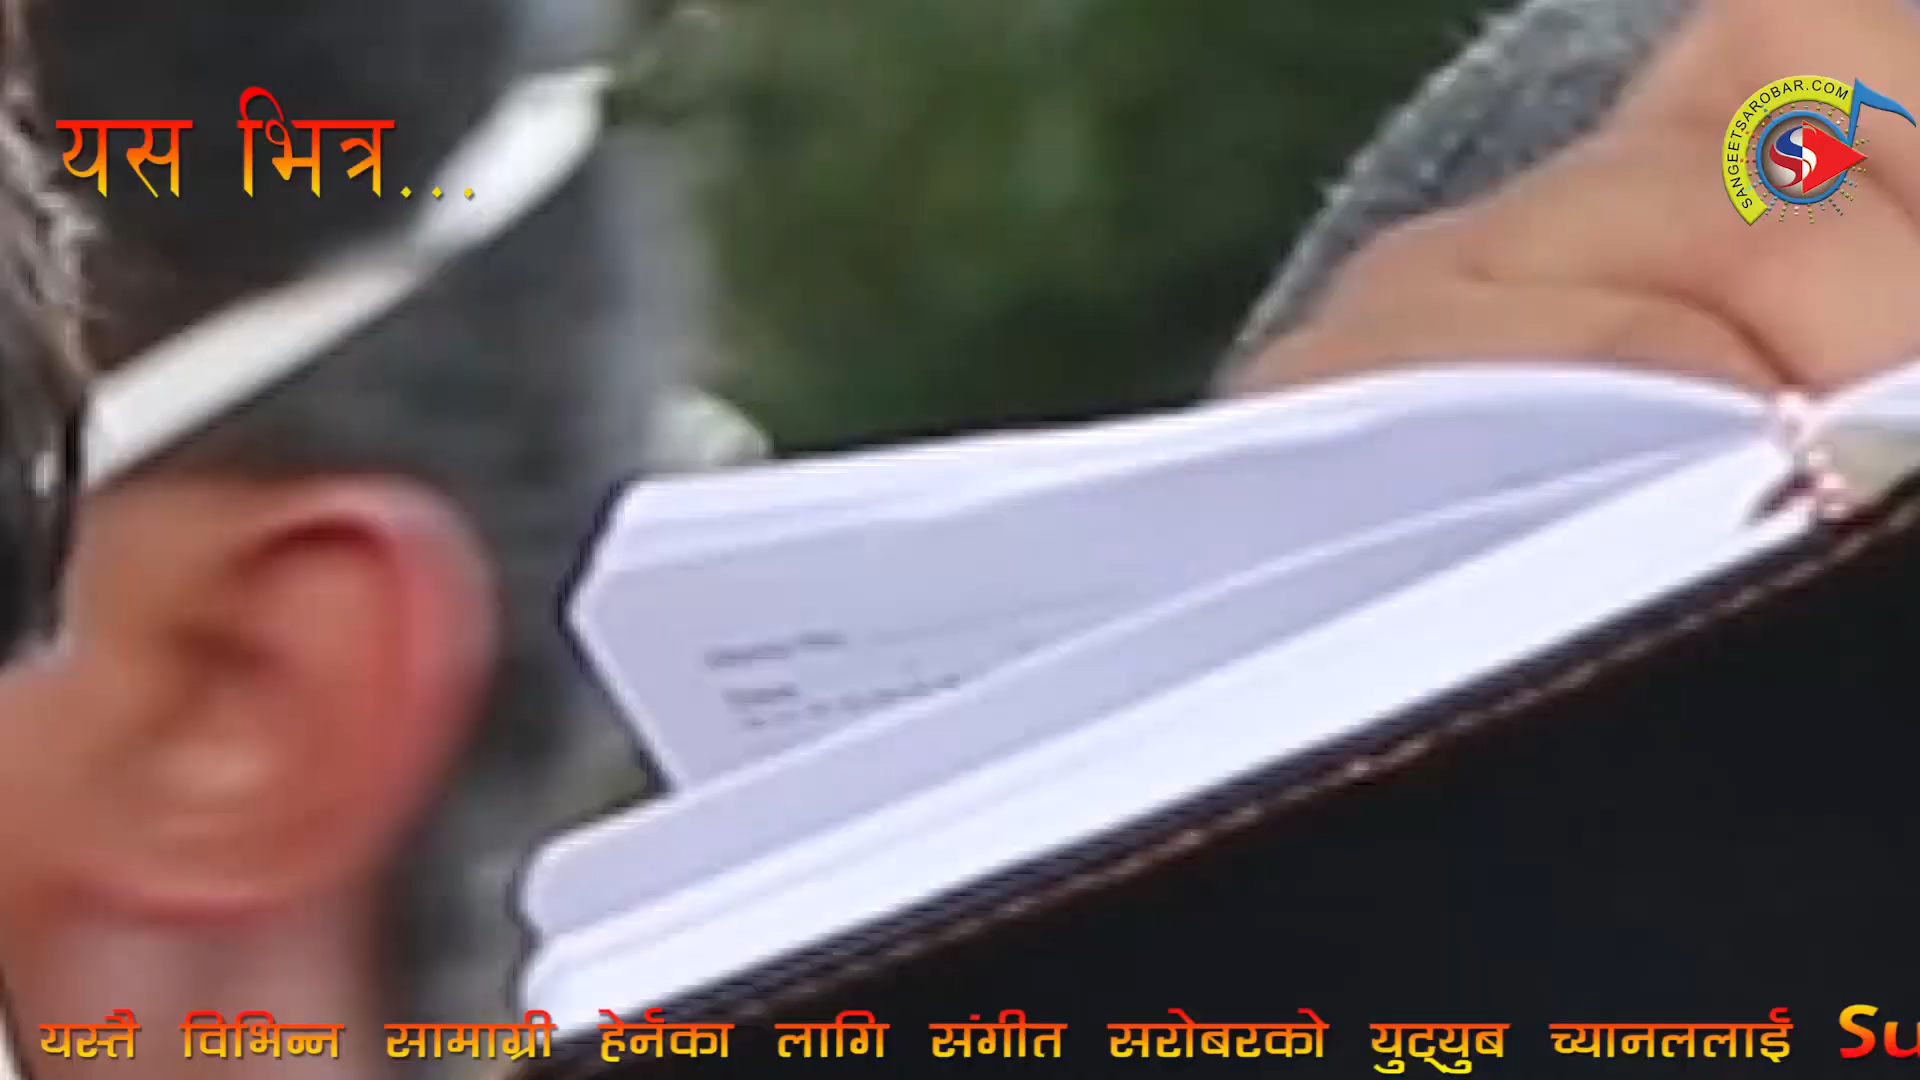 यस भित्र...
SANGEETSAROBAR.COM
यस्तै विभिन्न सामाग्री हेर्नका लागि संगीत सरोबरको युट्युब च्यानललाई Su